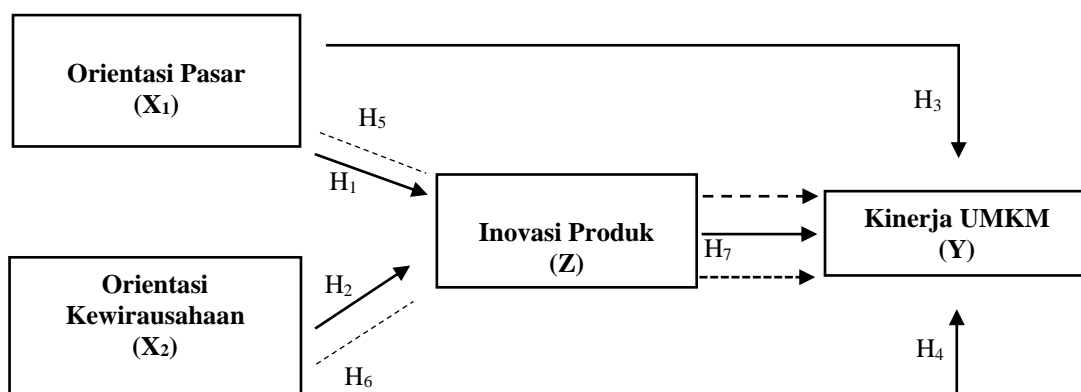 Orientasi Pasar
(X₁)
H₅
H₁
H₃
Inovasi Produk
(Z)
H₇
Kinerja UMKM
(Y)
Orientasi
Kewirausahaan
(X₂)
H₂
H₆
H₄